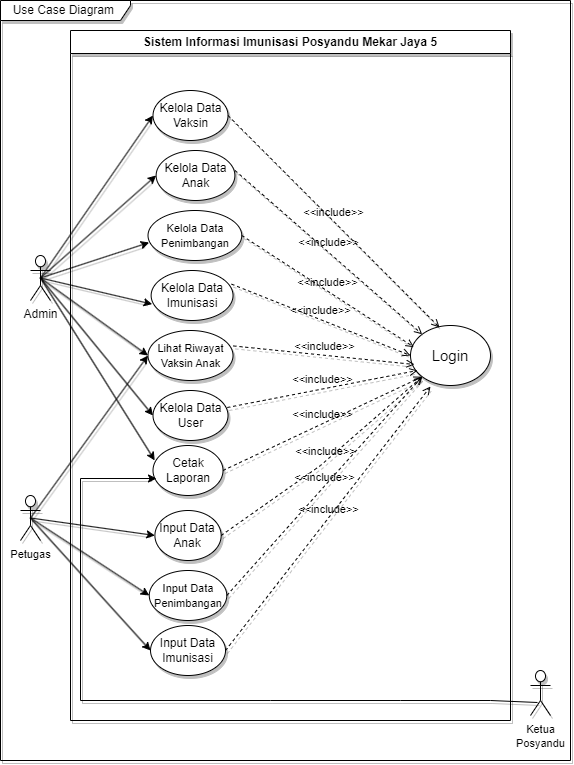 Use Case Diagram
Sistem Informasi Imunisasi Posyandu Mekar Jaya 5
Kelola Data
Vaksin
Kelola Data
Anak
<<include>>
Kelola Data
Penimbangan
<<include>>
Admin
Kelola Data
Imunisasi
<<include>>
<<include>>
Lihat Riwayat
Vaksin Anak
<<include>>
Login
Kelola Data
User
<<include>>
Cetak
Laporan
<<include>>
<<include>>
<<include>>
Petugas
Input Data
Anak
<<include>>
Input Data
Penimbangan
Input Data
Imunisasi
Ketua
Posyandu